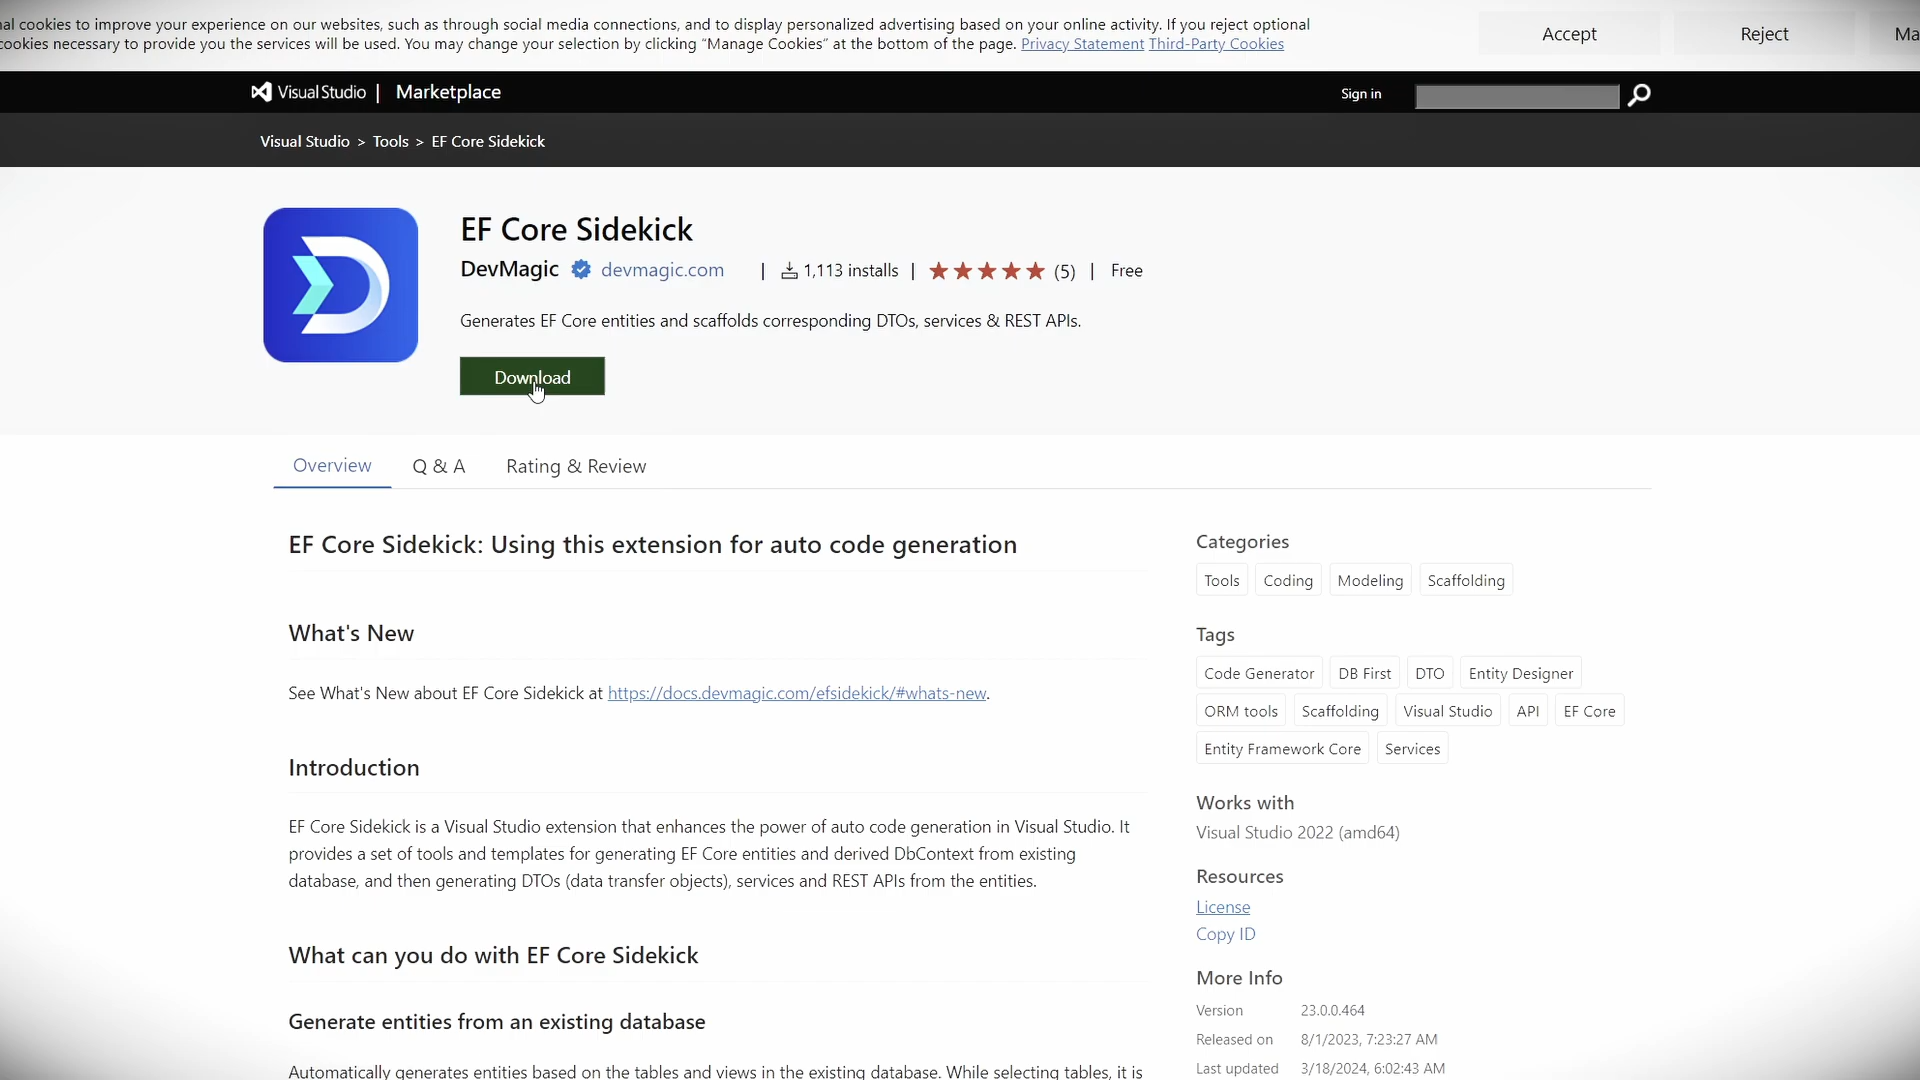 al cookies to improve your experience on our websites, such as through social media connections, and to display personalized advertising based on your online activity. If you reject optional
cookies necessary to provide you the services will be used. You may change your selection by clicking “Manage Cookies” at the bottom of the page. Privacy Statement Third-Party Cookies
Accept
Reject
Ma
Visual Studio | Marketplace
Sign in
Visual Studio > Tools > EF Core Sidekick
EF Core Sidekick
DevMagic devmagic.com | 1,113 installs | (5) | Free
Generates EF Core entities and scaffolds corresponding DTOs, services & REST APIs.
Download
Overview Q & A Rating & Review
EF Core Sidekick: Using this extension for auto code generation
What's New
See What's New about EF Core Sidekick at https://docs.devmagic.com/efsidekick/#whats-new.
Introduction
EF Core Sidekick is a Visual Studio extension that enhances the power of auto code generation in Visual Studio. It
provides a set of tools and templates for generating EF Core entities and derived DbContext from existing
database, and then generating DTOs (data transfer objects), services and REST APIs from the entities.
What can you do with EF Core Sidekick
Generate entities from an existing database
Automatically generates entities based on the tables and views in the existing database. While selecting tables, it is
Categories
Tools Coding Modeling Scaffolding
Tags
Code Generator DB First DTO Entity Designer
ORM tools Scaffolding Visual Studio API EF Core
Entity Framework Core Services
Works with
Visual Studio 2022 (amd64)
Resources
License
Copy ID
More Info
Version 23.0.0.464
Released on 8/1/2023, 7:23:27 AM
Last updated 3/18/2024, 6:02:43 AM